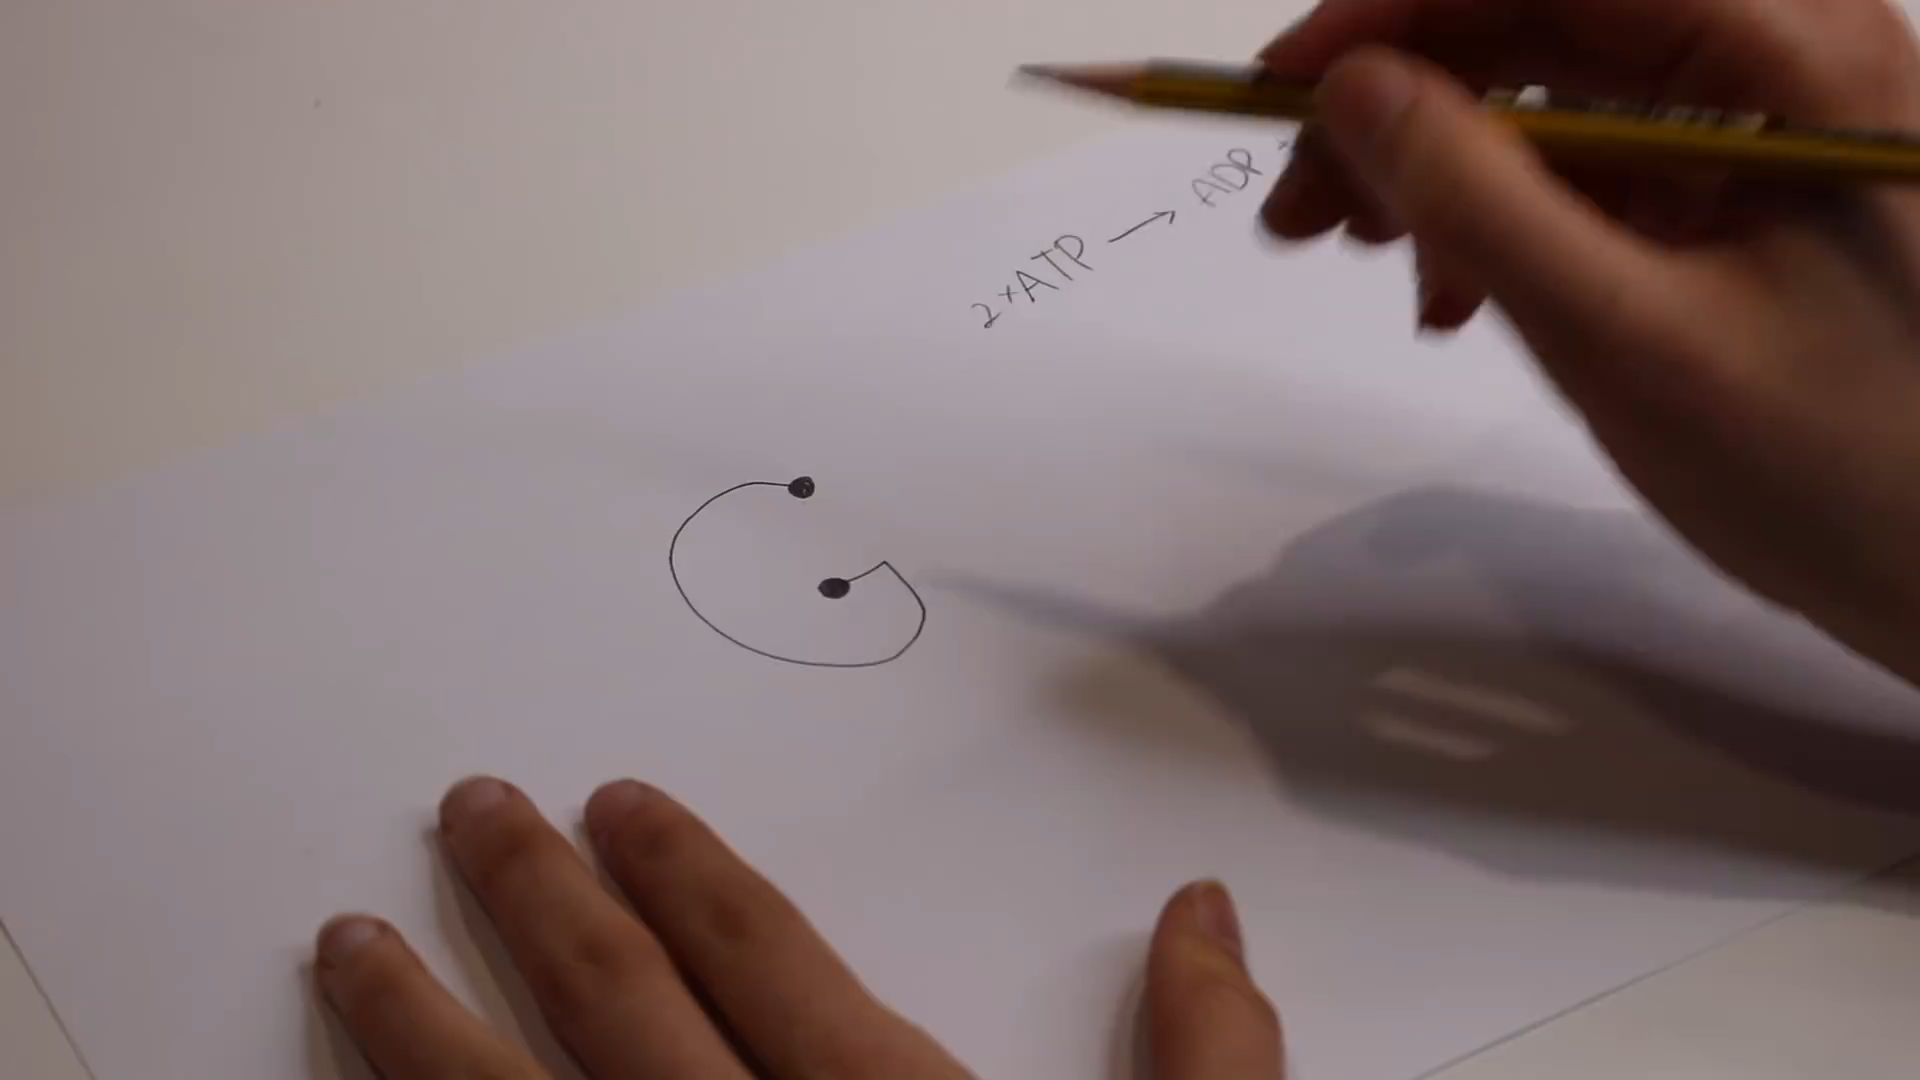 2×ATP → ADP +